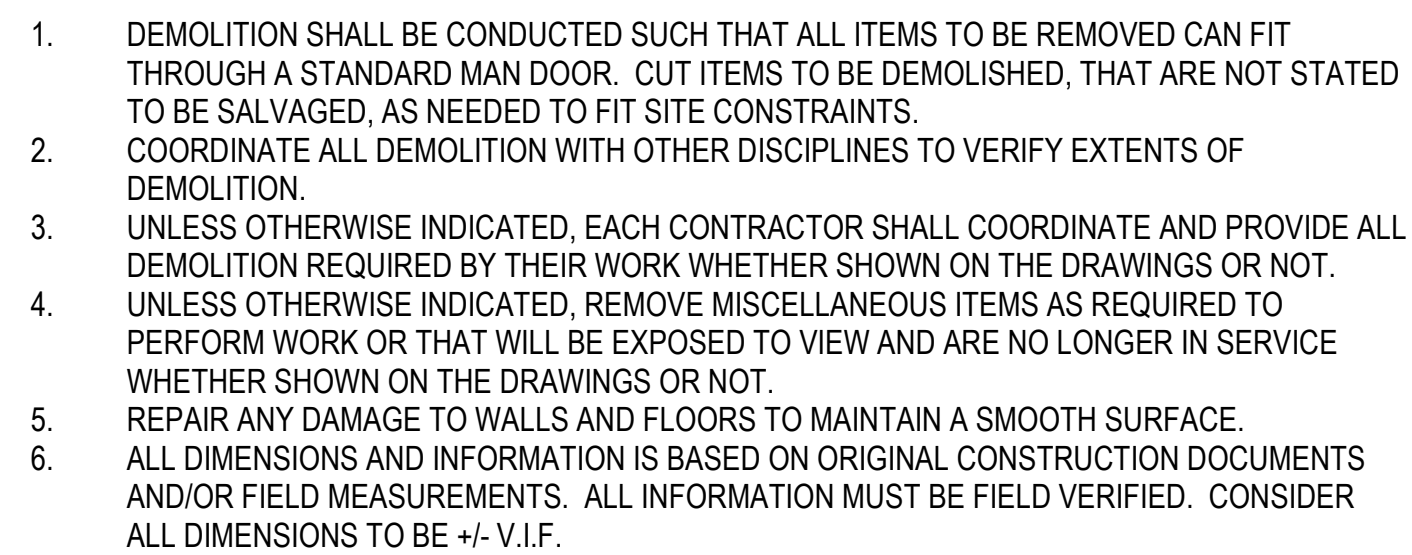 1. DEMOLITION SHALL BE CONDUCTED SUCH THAT ALL ITEMS TO BE REMOVED CAN FIT
THROUGH A STANDARD MAN DOOR. CUT ITEMS TO BE DEMOLISHED, THAT ARE NOT STATED
TO BE SALVAGED, AS NEEDED TO FIT SITE CONSTRAINTS.
2. COORDINATE ALL DEMOLITION WITH OTHER DISCIPLINES TO VERIFY EXTENTS OF
DEMOLITION.
3. UNLESS OTHERWISE INDICATED, EACH CONTRACTOR SHALL COORDINATE AND PROVIDE ALL
DEMOLITION REQUIRED BY THEIR WORK WHETHER SHOWN ON THE DRAWINGS OR NOT.
4. UNLESS OTHERWISE INDICATED, REMOVE MISCELLANEOUS ITEMS AS REQUIRED TO
PERFORM WORK OR THAT WILL BE EXPOSED TO VIEW AND ARE NO LONGER IN SERVICE
WHETHER SHOWN ON THE DRAWINGS OR NOT.
5. REPAIR ANY DAMAGE TO WALLS AND FLOORS TO MAINTAIN A SMOOTH SURFACE.
6. ALL DIMENSIONS AND INFORMATION IS BASED ON ORIGINAL CONSTRUCTION DOCUMENTS
AND/OR FIELD MEASUREMENTS. ALL INFORMATION MUST BE FIELD VERIFIED. CONSIDER
ALL DIMENSIONS TO BE +/- V.I.F.